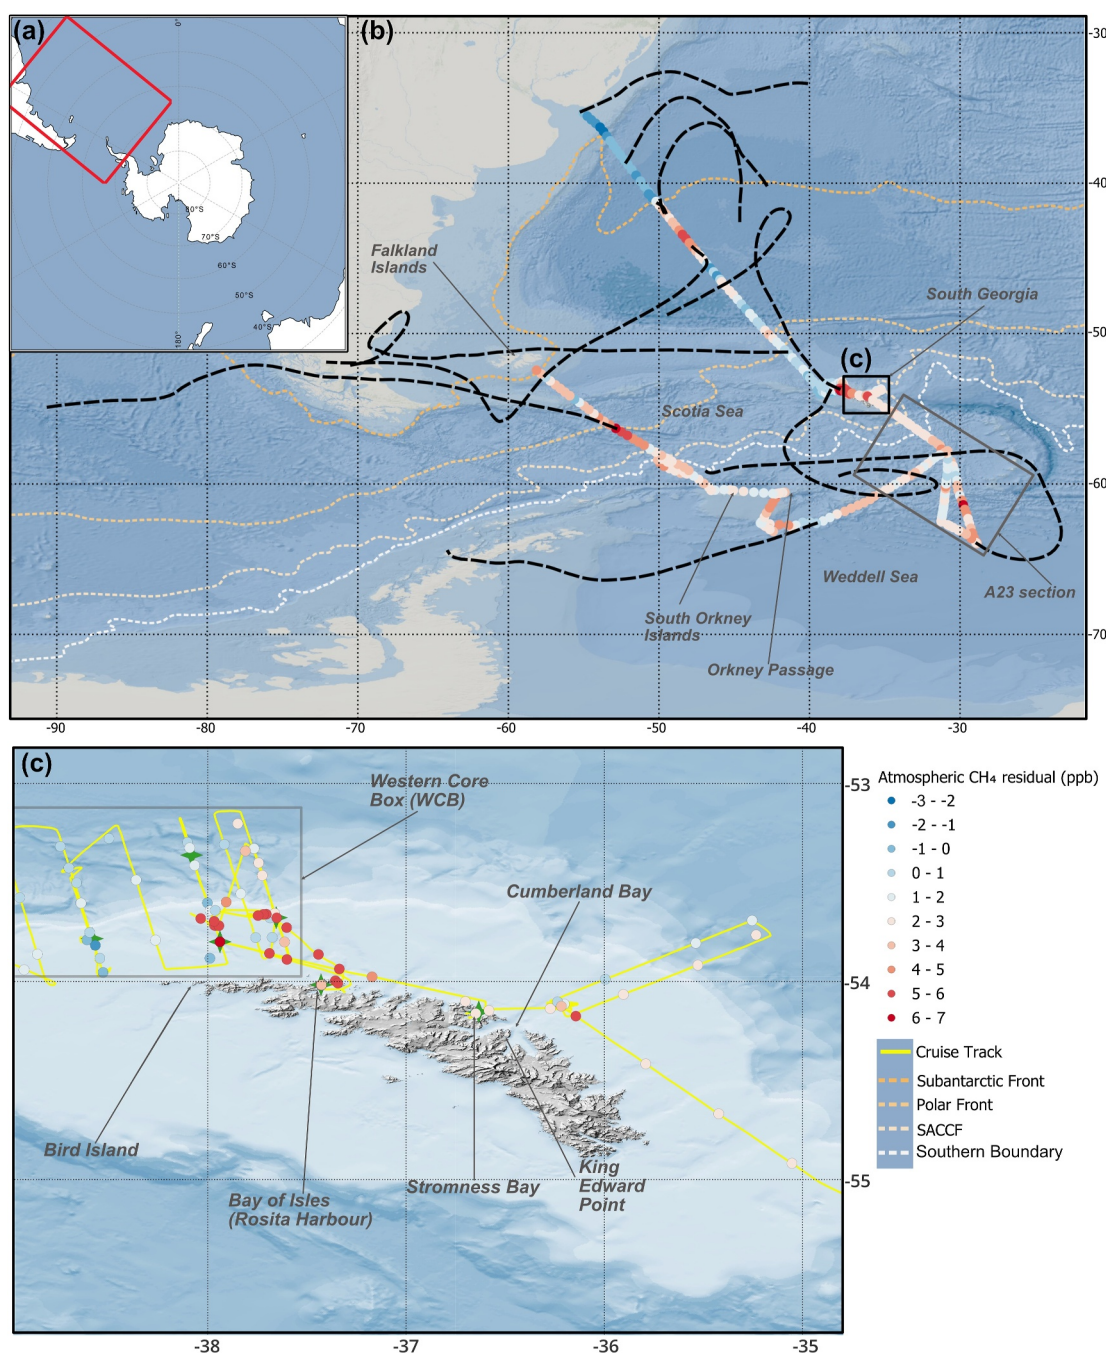 (a)
0°
80°S
70°S
60°S
50°S
40°S
180°
(b)
-30
-40
-50
-60
-70
Falkland
Islands
South Georgia
(c)
Scotia Sea
Weddell Sea
A23 section
South Orkney
Islands
Orkney Passage
-90
-80
-70
-60
-50
-40
-30
(c)
Western Core
Box (WCB)
-53
Cumberland Bay
-54
Bird Island
Bay of Isles
(Rosita Harbour)
Stromness Bay
King
Edward
Point
-55
-38
-37
-36
-35
Atmospheric CH₄ residual (ppb)
-3 - -2
-2 - -1
-1 - 0
0 - 1
1 - 2
2 - 3
3 - 4
4 - 5
5 - 6
6 - 7
Cruise Track
Subantarctic Front
Polar Front
SACCF
Southern Boundary